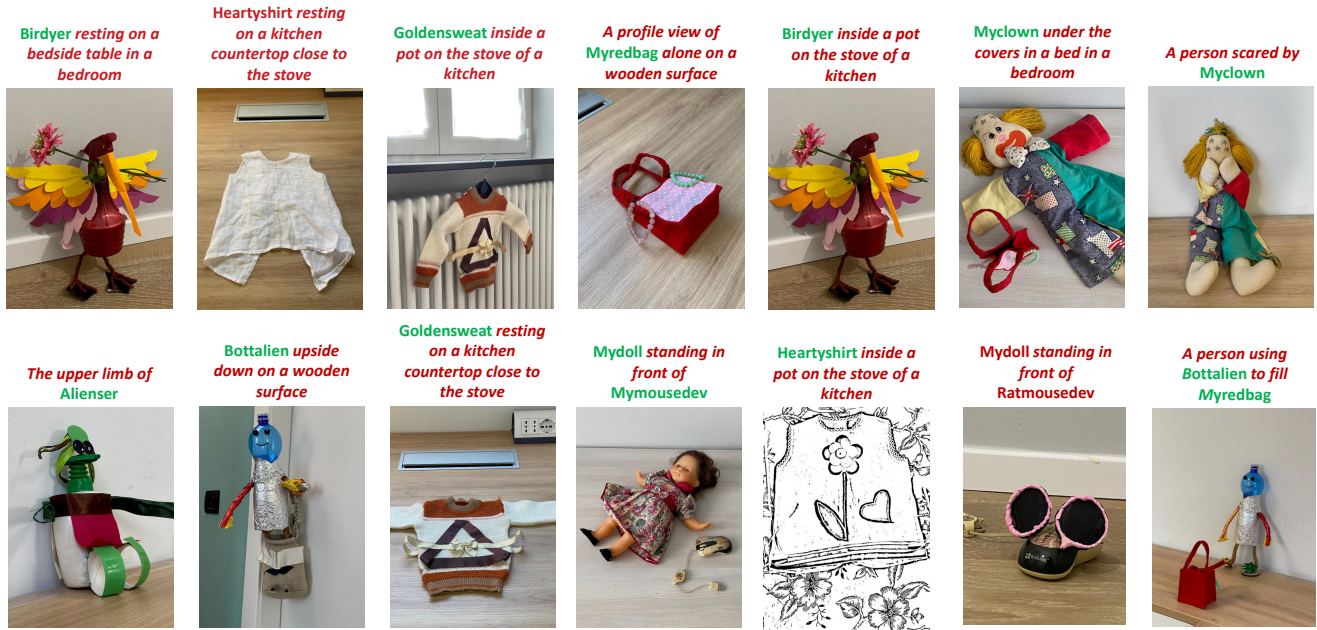 Birdyer resting on a
bedside table in a
bedroom
Heartyshirt resting
on a kitchen
countertop close to
the stove
Goldensweat inside a
pot on the stove of a
kitchen
A profile view of
Myredbag alone on a
wooden surface
Birdyer inside a pot
on the stove of a
kitchen
Myclown under the
covers in a bed in a
bedroom
A person scared by
Myclown
The upper limb of
Alienser
Bottalien upside
down on a wooden
surface
Goldensweat resting
on a kitchen
countertop close to
the stove
Mydoll standing in
front of
Mymousedev
Heartyshirt inside a
pot on the stove of a
kitchen
Mydoll standing in
front of
Ratmousedev
A person using
Bottalien to fill
Myredbag